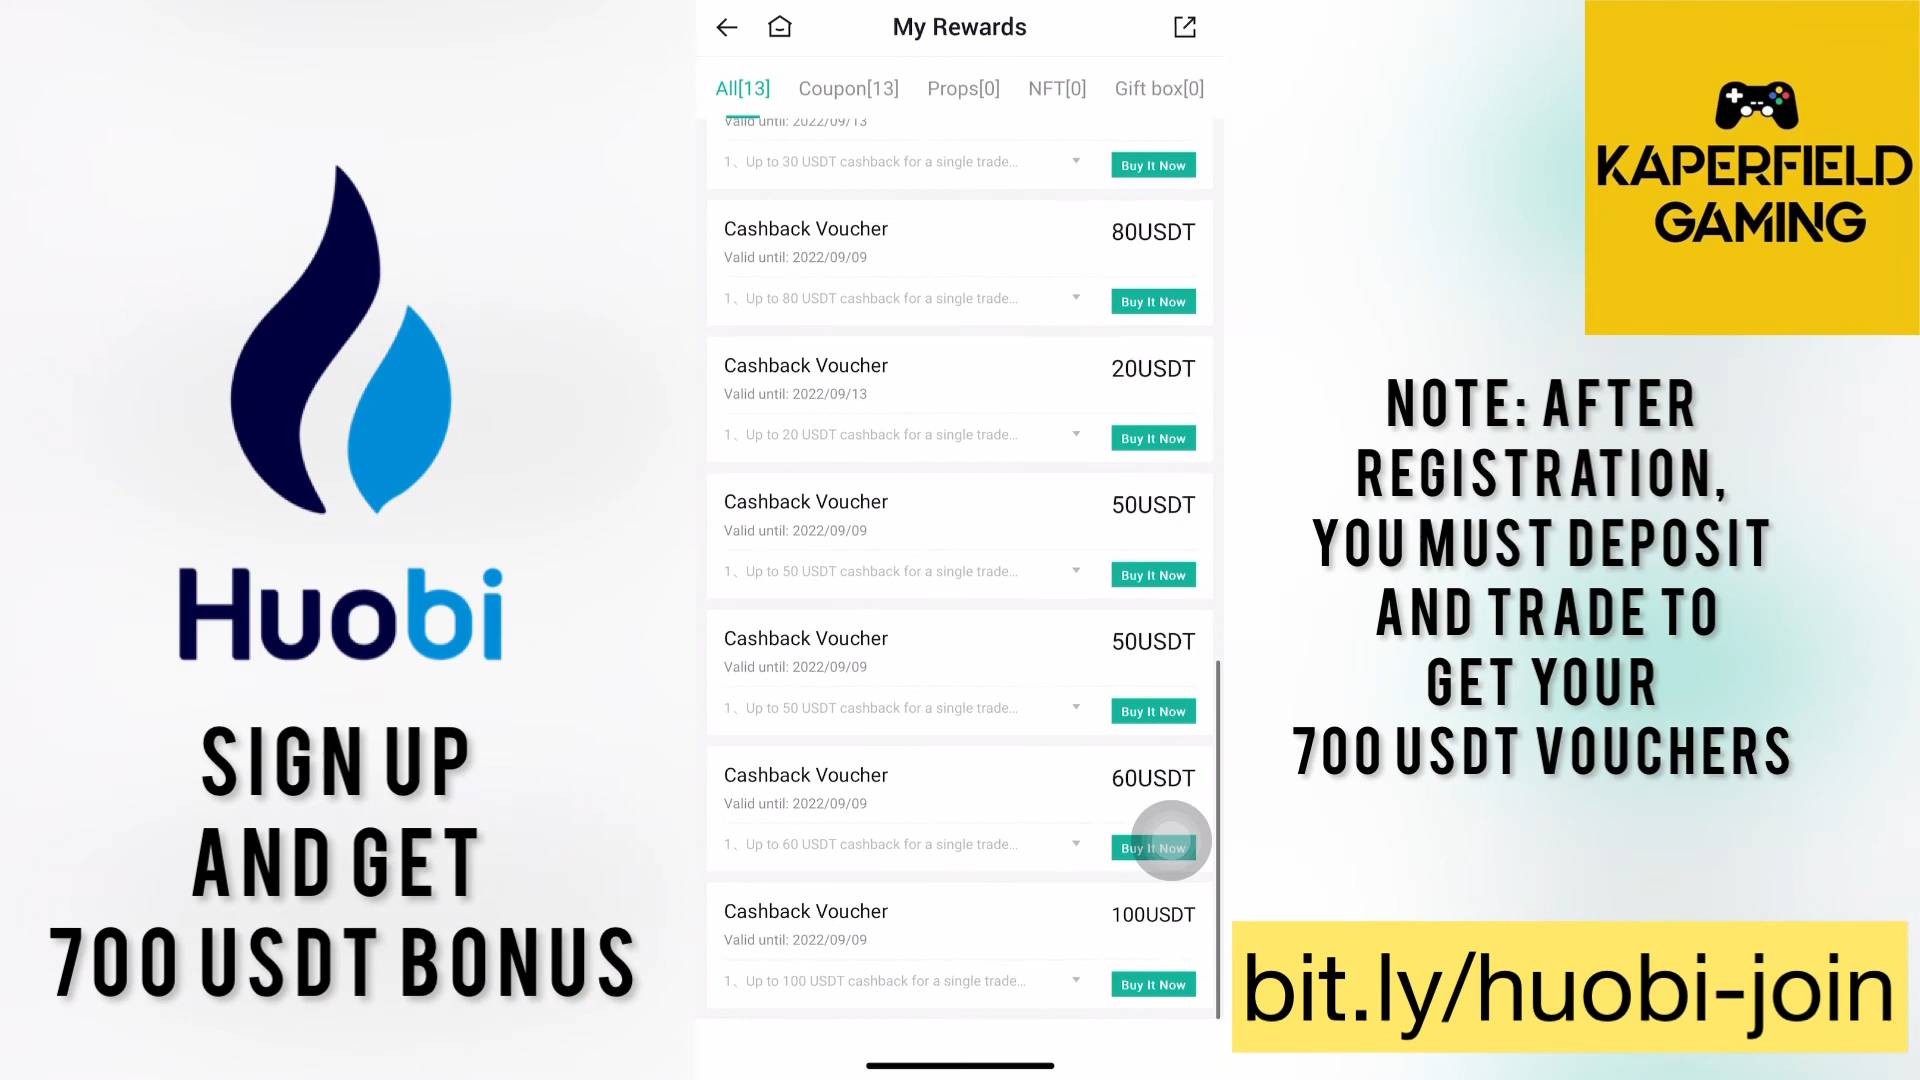 Huobi
SIGN UP
AND GET
700 USDT BONUS
My Rewards
All[13] Coupon[13] Props[0] NFT[0] Gift box[0]
Valid until: 2022/09/13
1、Up to 30 USDT cashback for a single trade...
Buy It Now
Cashback Voucher
80USDT
Valid until: 2022/09/09
1、Up to 80 USDT cashback for a single trade...
Buy It Now
Cashback Voucher
20USDT
Valid until: 2022/09/13
1、Up to 20 USDT cashback for a single trade...
Buy It Now
Cashback Voucher
50USDT
Valid until: 2022/09/09
1、Up to 50 USDT cashback for a single trade...
Buy It Now
Cashback Voucher
50USDT
Valid until: 2022/09/09
1、Up to 50 USDT cashback for a single trade...
Buy It Now
Cashback Voucher
60USDT
Valid until: 2022/09/09
1、Up to 60 USDT cashback for a single trade...
Buy It Now
Cashback Voucher
100USDT
Valid until: 2022/09/09
1、Up to 100 USDT cashback for a single trade...
Buy It Now
KAPERFIELD
GAMING
NOTE: AFTER
REGISTRATION,
YOU MUST DEPOSIT
AND TRADE TO
GET YOUR
700 USDT VOUCHERS
bit.ly/huobi-join